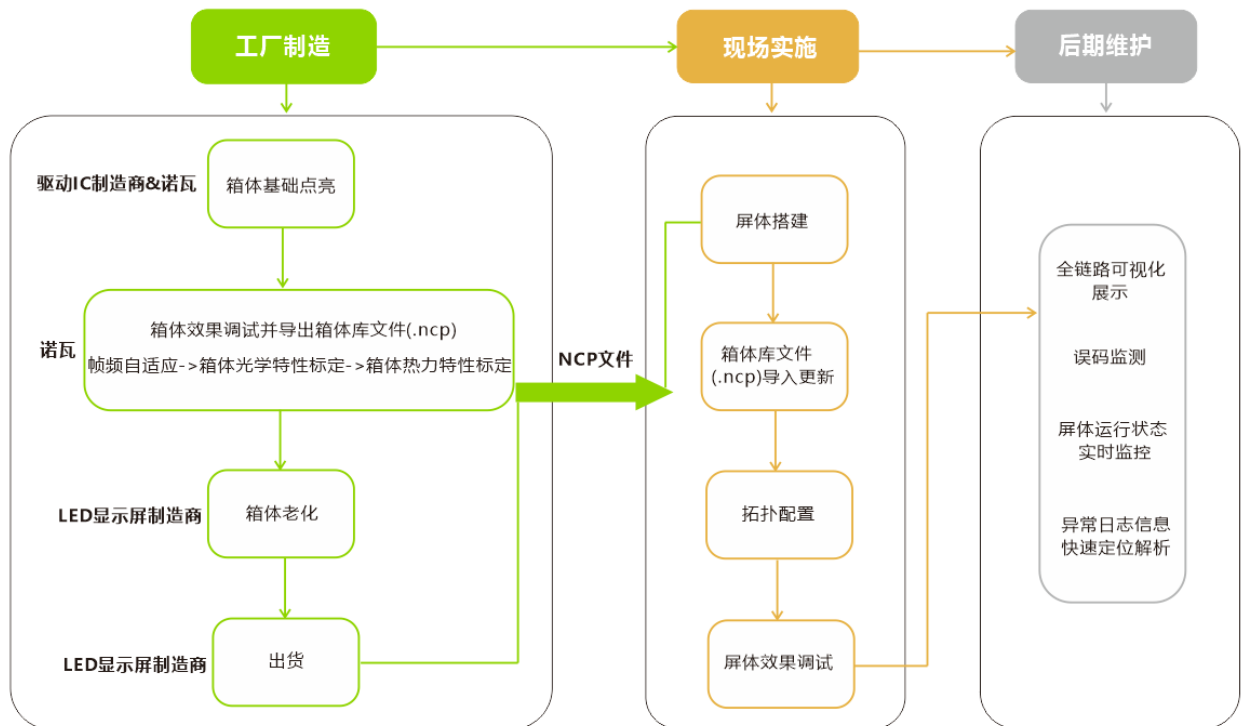 工厂制造
现场实施
后期维护
驱动IC制造商&诺瓦
箱体基础点亮
诺瓦
箱体效果调试并导出箱体库文件(.ncp)
帧频自适应->箱体光学特性标定->箱体热力特性标定
LED显示屏制造商
箱体老化
LED显示屏制造商
出货
NCP文件
屏体搭建
箱体库文件
(.ncp)导入更新
拓扑配置
屏体效果调试
全链路可视化
展示
误码监测
屏体运行状态
实时监控
异常日志信息
快速定位解析